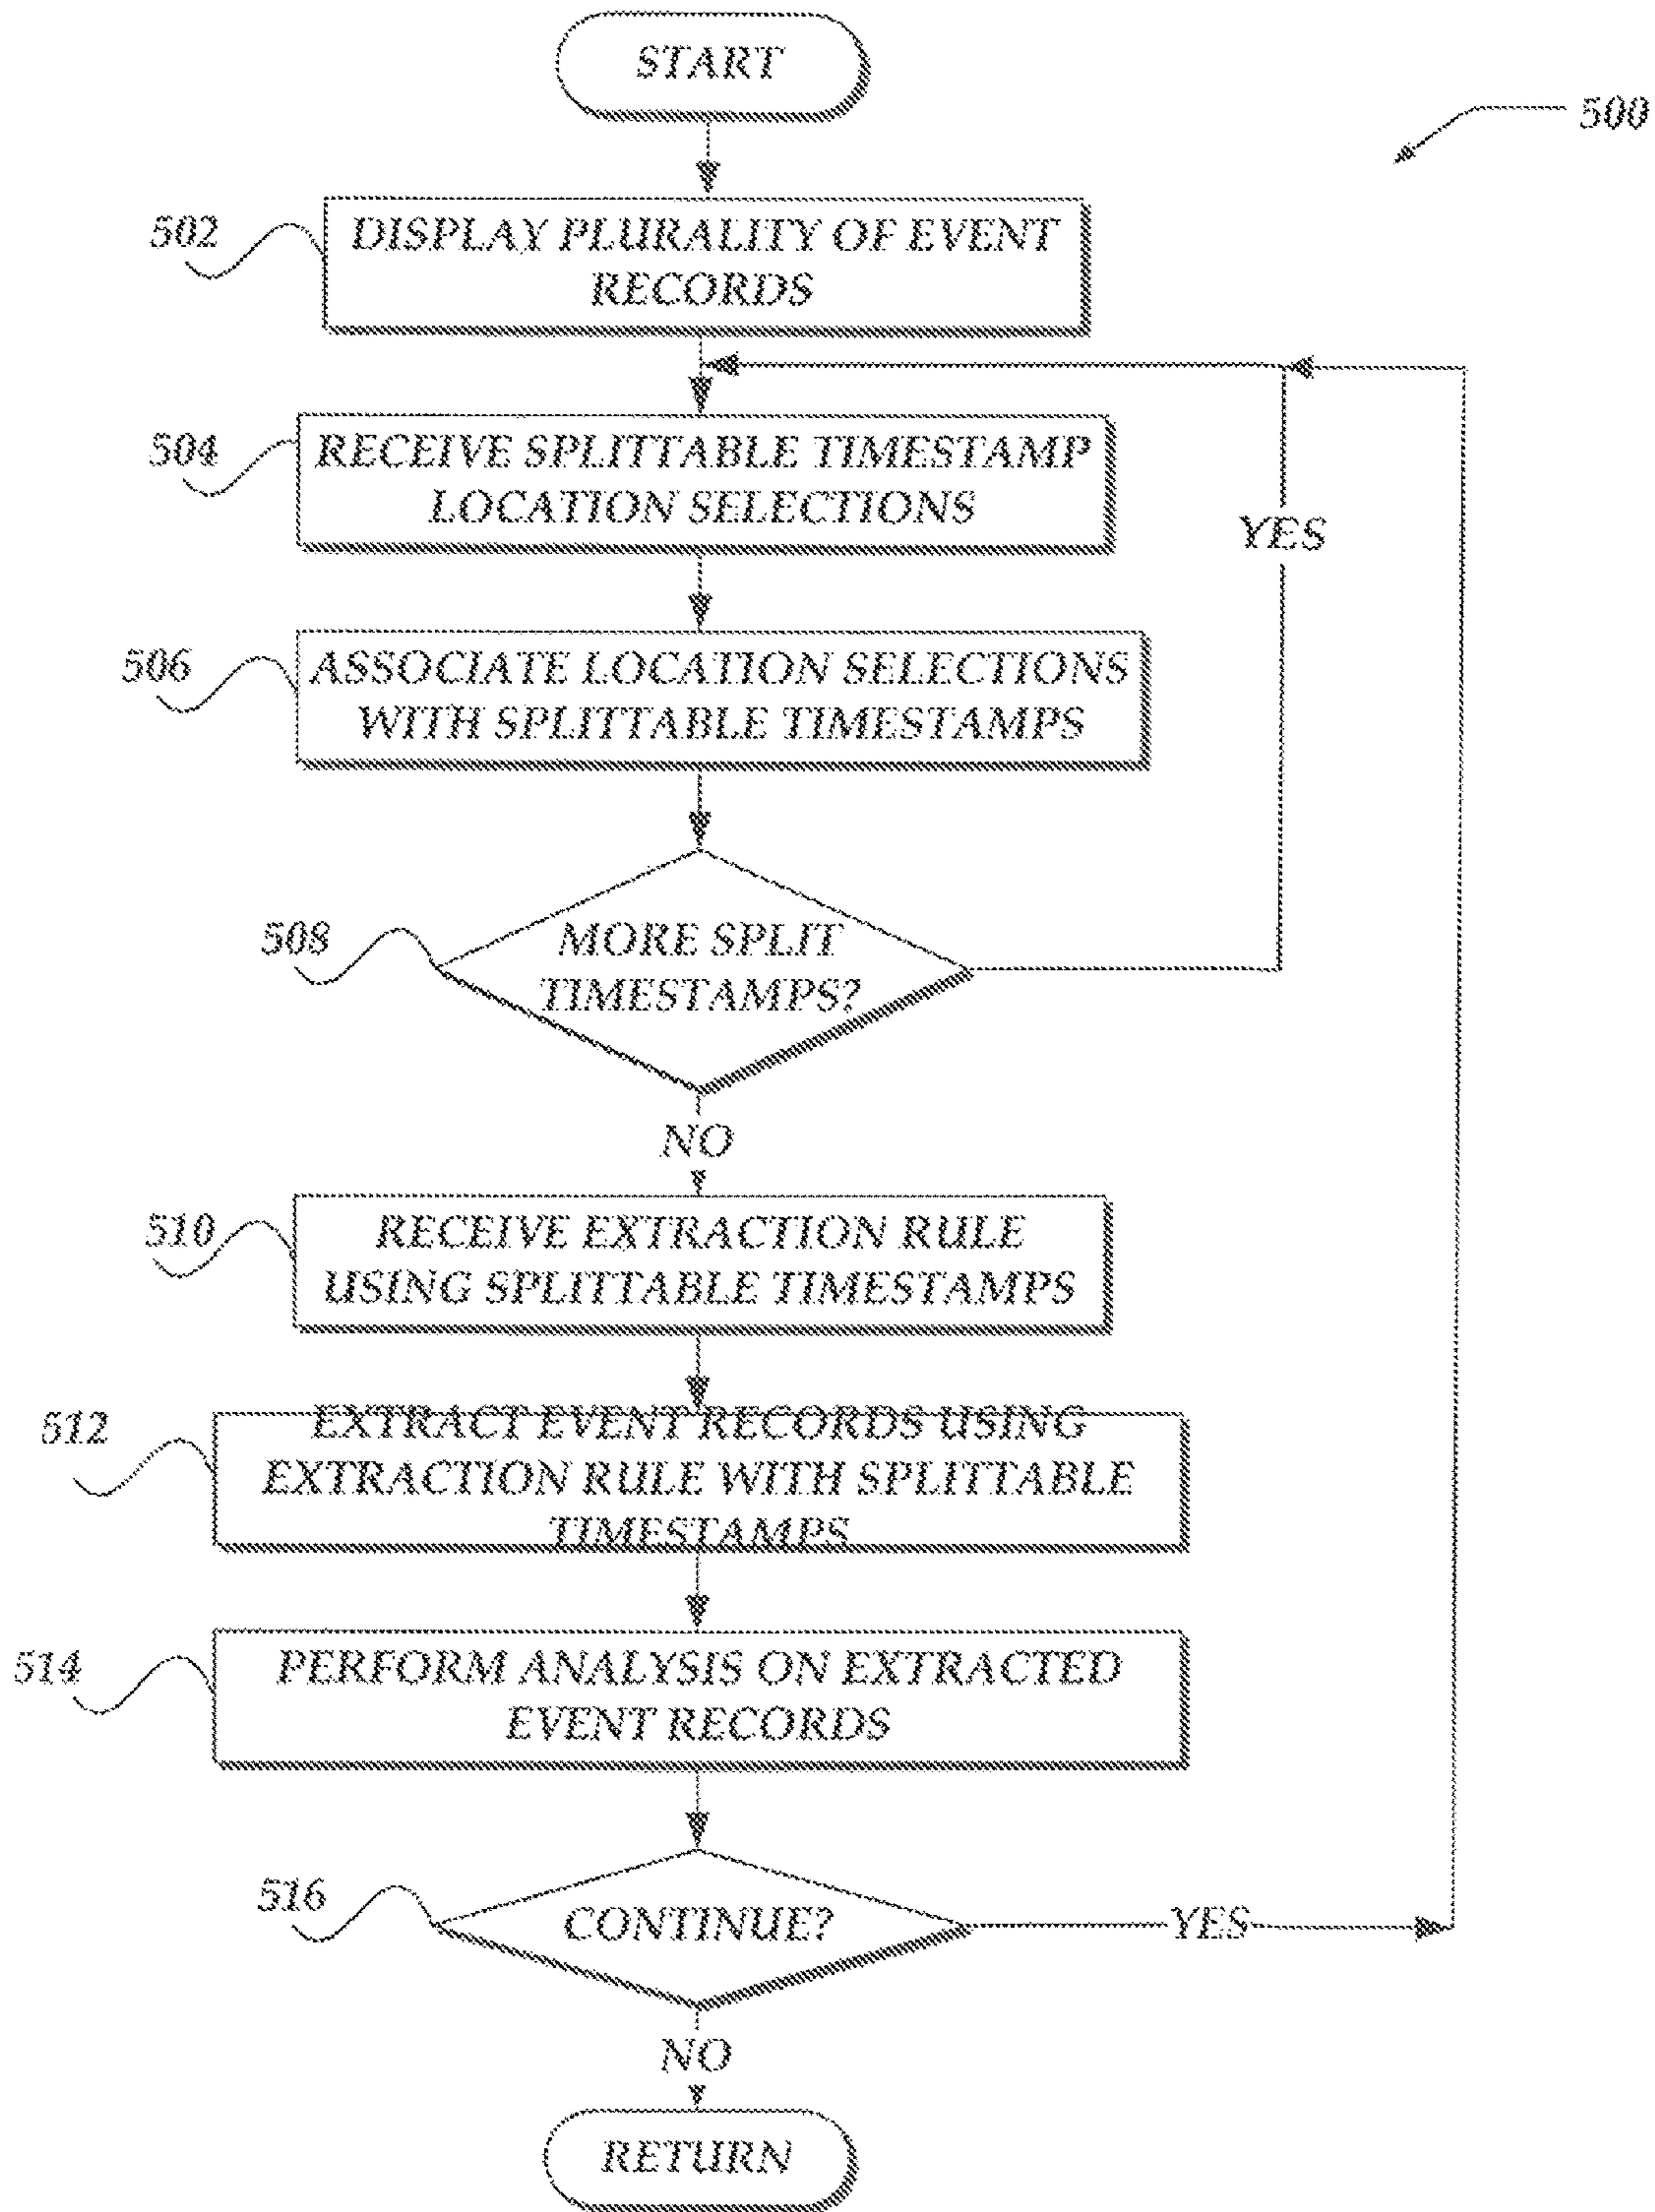 START
500
502
DISPLAY PLURALITY OF EVENT
RECORDS
504
RECEIVE SPLITTABLE TIMESTAMP
LOCATION SELECTIONS
YES
506
ASSOCIATE LOCATION SELECTIONS
WITH SPLITTABLE TIMESTAMPS
508
MORE SPLIT
TIMESTAMPS?
NO
510
RECEIVE EXTRACTION RULE
USING SPLITTABLE TIMESTAMPS
512
EXTRACT EVENT RECORDS USING
EXTRACTION RULE WITH SPLITTABLE
TIMESTAMPS
514
PERFORM ANALYSIS ON EXTRACTED
EVENT RECORDS
516
CONTINUE?
YES
NO
RETURN